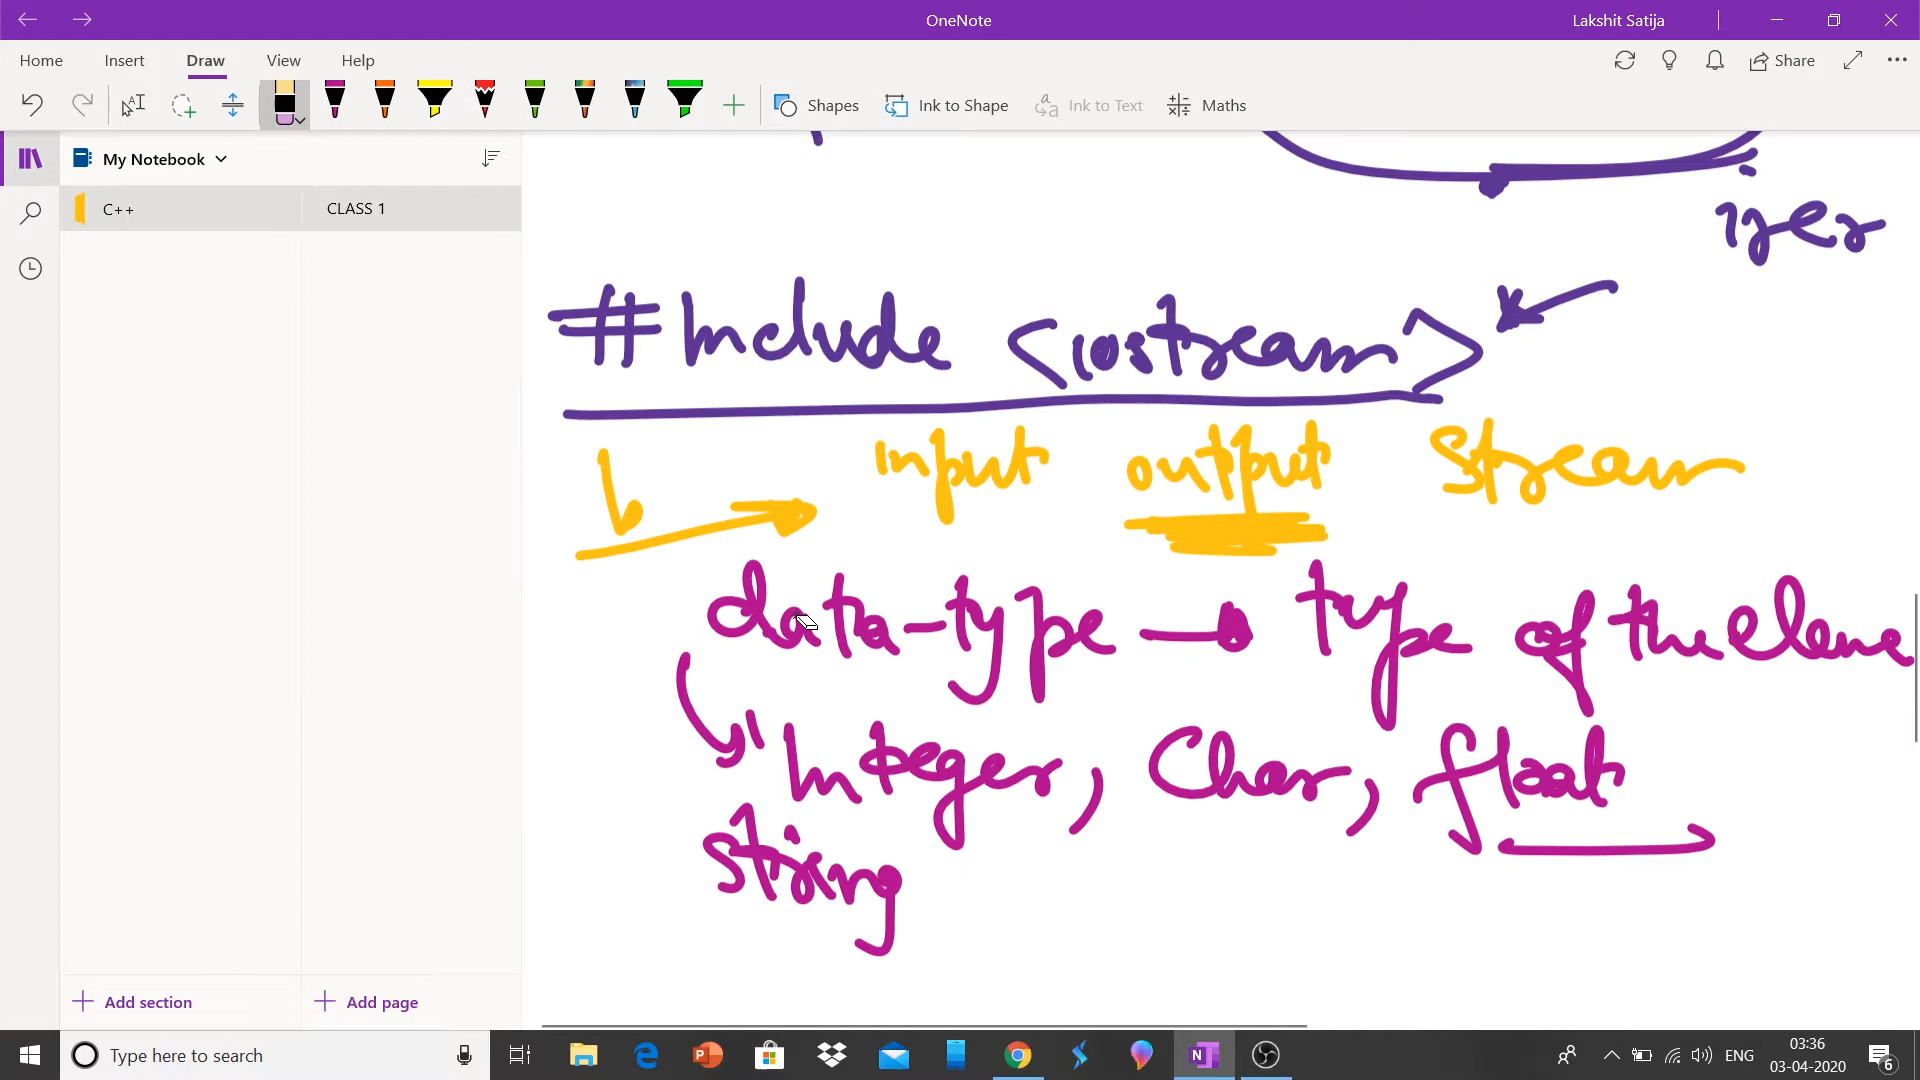 OneNote
Lakshit Satija
Home Insert Draw View Help
Share
Shapes Ink to Shape Ink to Text Maths
My Notebook
C++ CLASS 1
#Include <iostream>
input output Stream
data-type → type of the eleme
Integer, Char, float
string
Add section Add page
Type here to search
ENG
03:36
03-04-2020
6